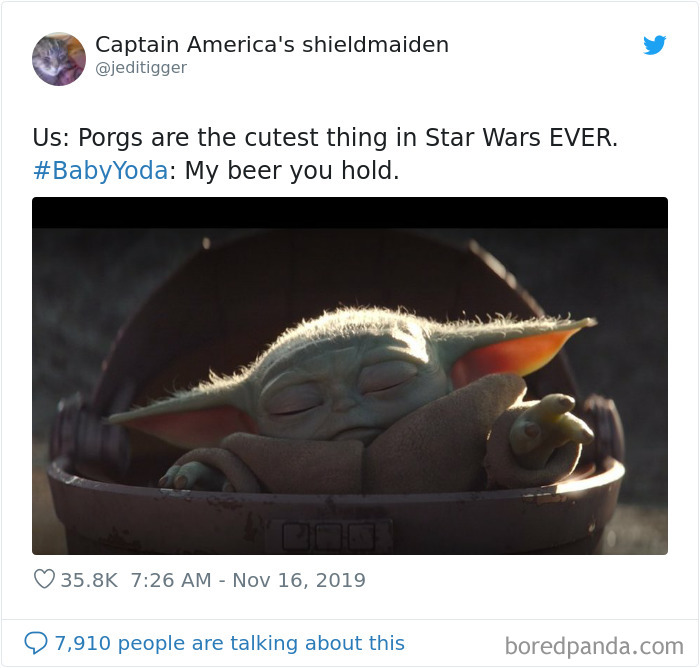 Captain America's shieldmaiden
@jeditigger
Us: Porgs are the cutest thing in Star Wars EVER.
#BabyYoda: My beer you hold.
35.8K 7:26 AM - Nov 16, 2019
7,910 people are talking about this
boredpanda.com